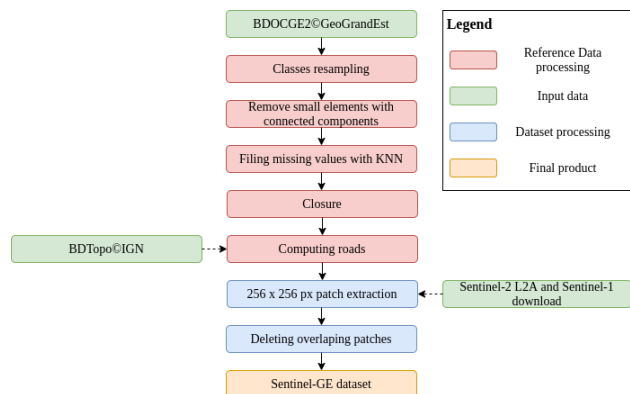 BDOCGE2©GeoGrandEst
Classes resampling
Remove small elements with
connected components
Filing missing values with KNN
Closure
BDTopo©IGN
Computing roads
256 x 256 px patch extraction
Sentinel-2 L2A and Sentinel-1
download
Deleting overlaping patches
Sentinel-GE dataset
Legend
Reference Data
processing
Input data
Dataset processing
Final product